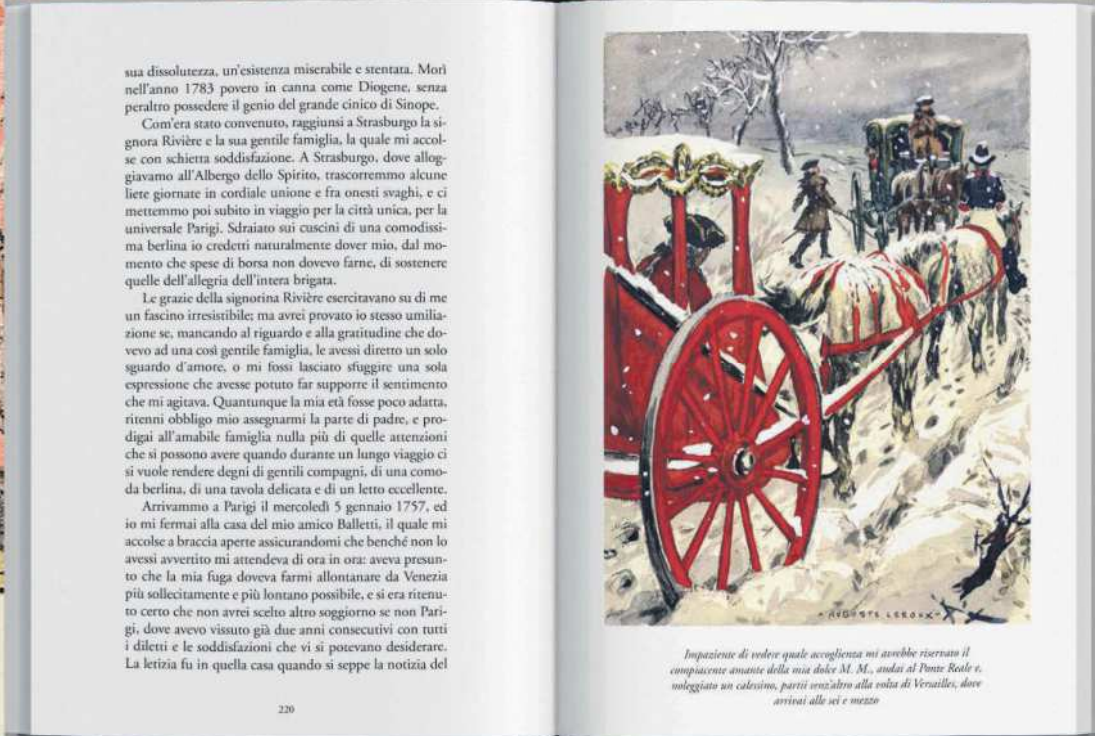 sua dissolutezza, un'esistenza miserabile e stentata. Morì
nell'anno 1783 povero in canna come Diogene, senza
peraltro possedere il genio del grande cinico di Sinope.
Com'era stato convenuto, raggiunsi a Strasburgo la si-
gnora Rivière e la sua gentile famiglia, la quale mi accol-
se con schietta soddisfazione. A Strasburgo, dove allog-
giavamo all'Albergo dello Spirito, trascorremmo alcune
liete giornate in cordiale unione e fra onesti svaghi, e ci
mettemmo poi subito in viaggio per la città unica, per la
universale Parigi. Sdraiato sui cuscini di una comodissi-
ma berlina io credetti naturalmente dover mio, dal mo-
mento che spese di borsa non dovevo farne, di sostenere
quelle dell'allegria dell'intera brigata.
Le grazie della signorina Rivière esercitavano su di me
un fascino irresistibile; ma avrei provato io stesso umilia-
zione se, mancando al riguardo e alla gratitudine che do-
vevo ad una così gentile famiglia, le avessi diretto un solo
sguardo d'amore, o mi fossi lasciato sfuggire una sola
espressione che avesse potuto far supporre il sentimento
che mi agitava. Quantunque la mia età fosse poco adatta,
ritenni obbligo mio assegnarmi la parte di padre, e pro-
digai all'amabile famiglia nulla più di quelle attenzioni
che si possono avere quando durante un lungo viaggio ci
si vuole rendere degni di gentili compagni, di una como-
da berlina, di una tavola delicata e di un letto eccellente.
Arrivammo a Parigi il mercoledì 5 gennaio 1757, ed
io mi fermai alla casa del mio amico Balletti, il quale mi
accolse a braccia aperte assicurandomi che benché non lo
avessi avvertito mi attendeva di ora in ora: aveva presun-
to che la mia fuga doveva farmi allontanare da Venezia
più sollecitamente e più lontano possibile, e si era ritenu-
to certo che non avrei scelto altro soggiorno se non Pari-
gi, dove avevo vissuto già due anni consecutivi con tutti
i diletti e le soddisfazioni che vi si potevano desiderare.
La letizia fu in quella casa quando si seppe la notizia del
220
AUGUSTE LEROUX
Impaziente di vedere quale accoglienza mi avrebbe riservato il
compiacente amante della mia dolce M. M., andai al Ponte Reale e,
noleggiato un calessino, partii senz'altro alla volta di Versailles, dove
arrivai alle sei e mezzo